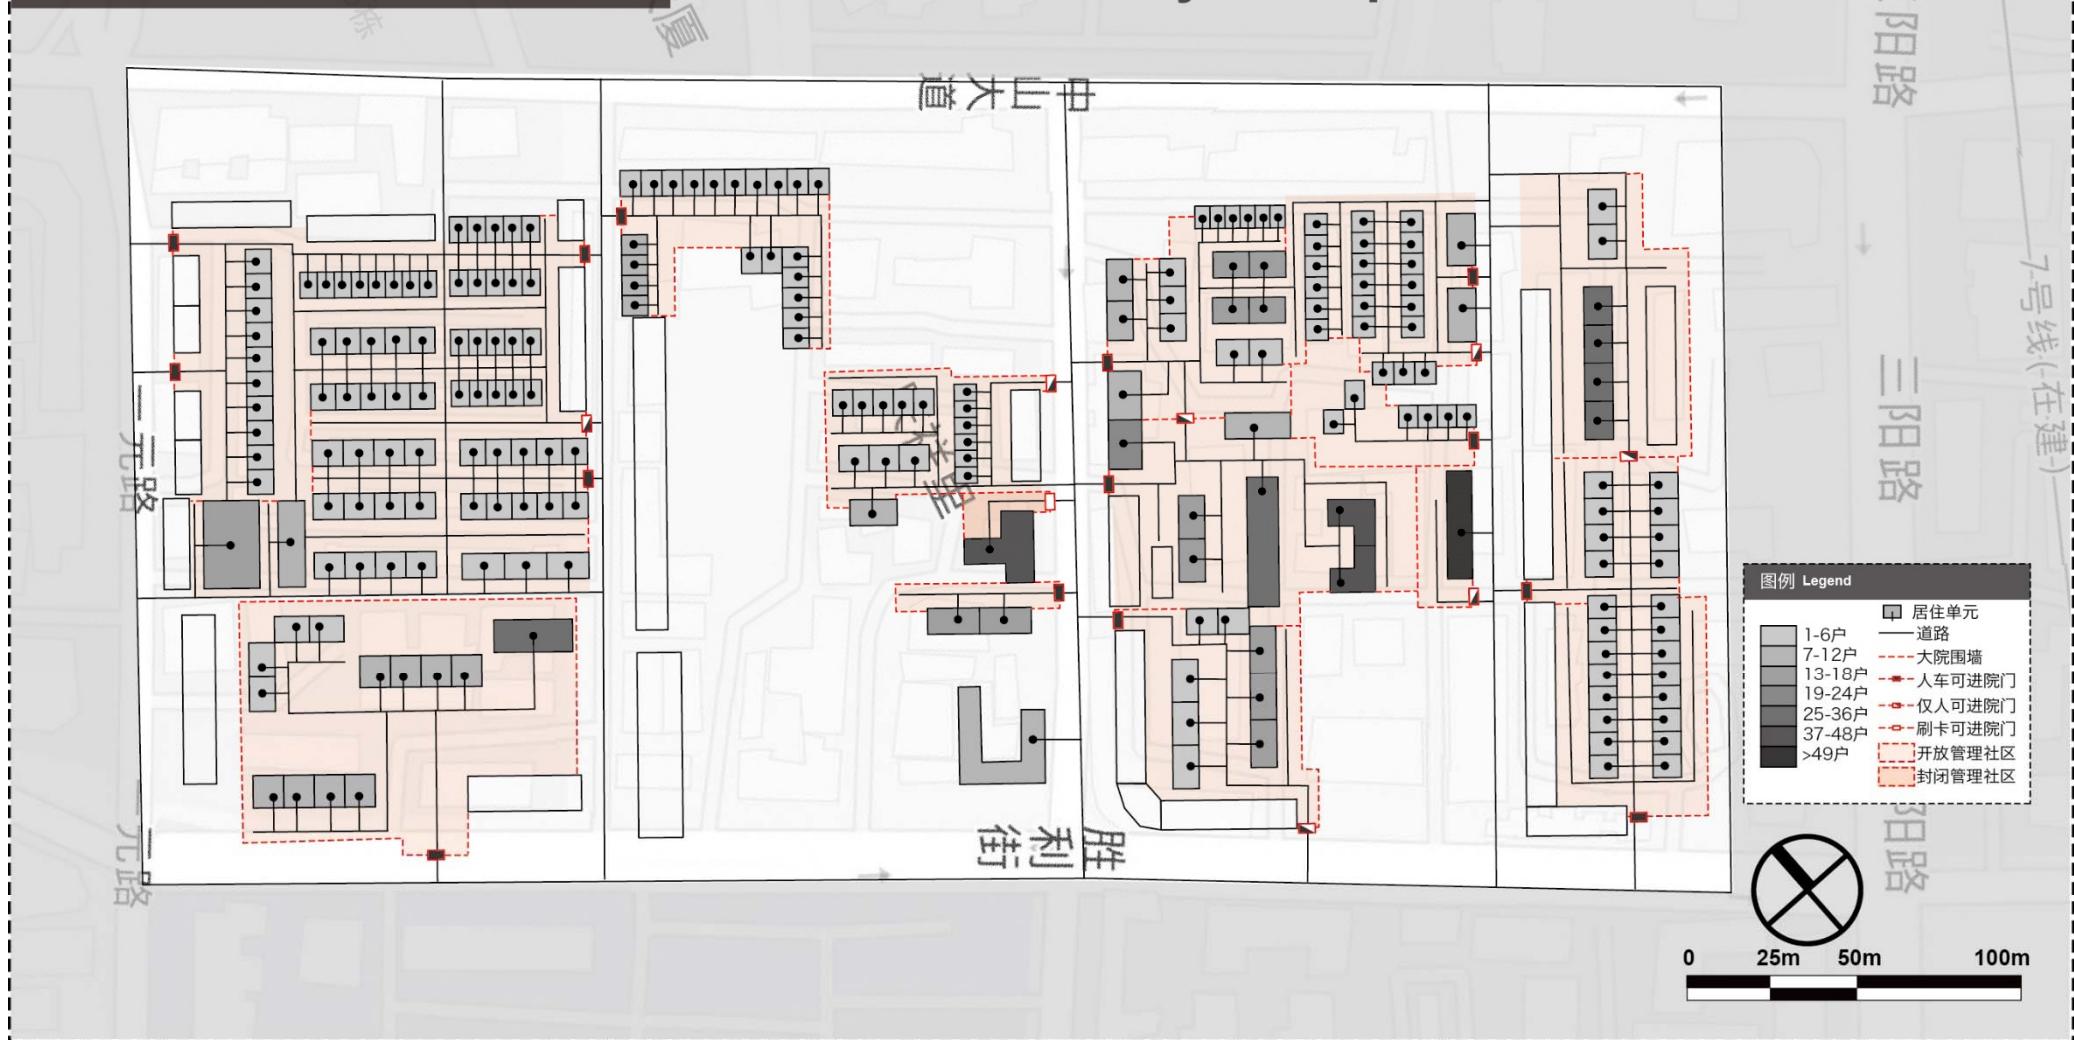 厦
栋
三阳路
中山大道
7号线(在建)
三阳路
一元路
一元路
胜利街
三阳路
图例 Legend
居住单元
1-6户
道路
7-12户
大院围墙
13-18户
人车可进院门
19-24户
仅人可进院门
25-36户
刷卡可进院门
37-48户
开放管理社区
>49户
封闭管理社区
0 25m 50m 100m